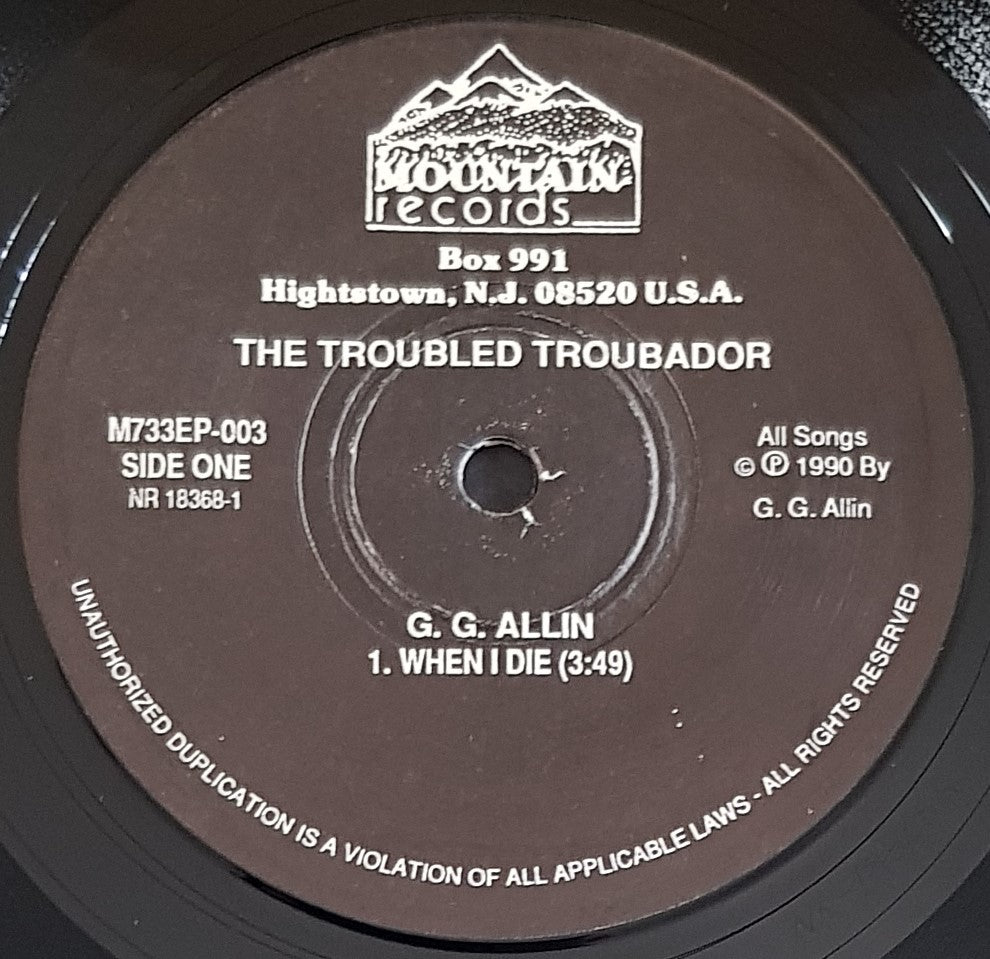 MOUNTAIN
records
Box 991
Hightstown, N.J. 08520 U.S.A.
THE TROUBLED TROUBADOR
M733EP-003
SIDE ONE
NR 18368-1
All Songs
© ℗ 1990 By
G. G. Allin
G. G. ALLIN
1. WHEN I DIE (3:49)
UNAUTHORIZED DUPLICATION IS A VIOLATION OF ALL APPLICABLE LAWS - ALL RIGHTS RESERVED